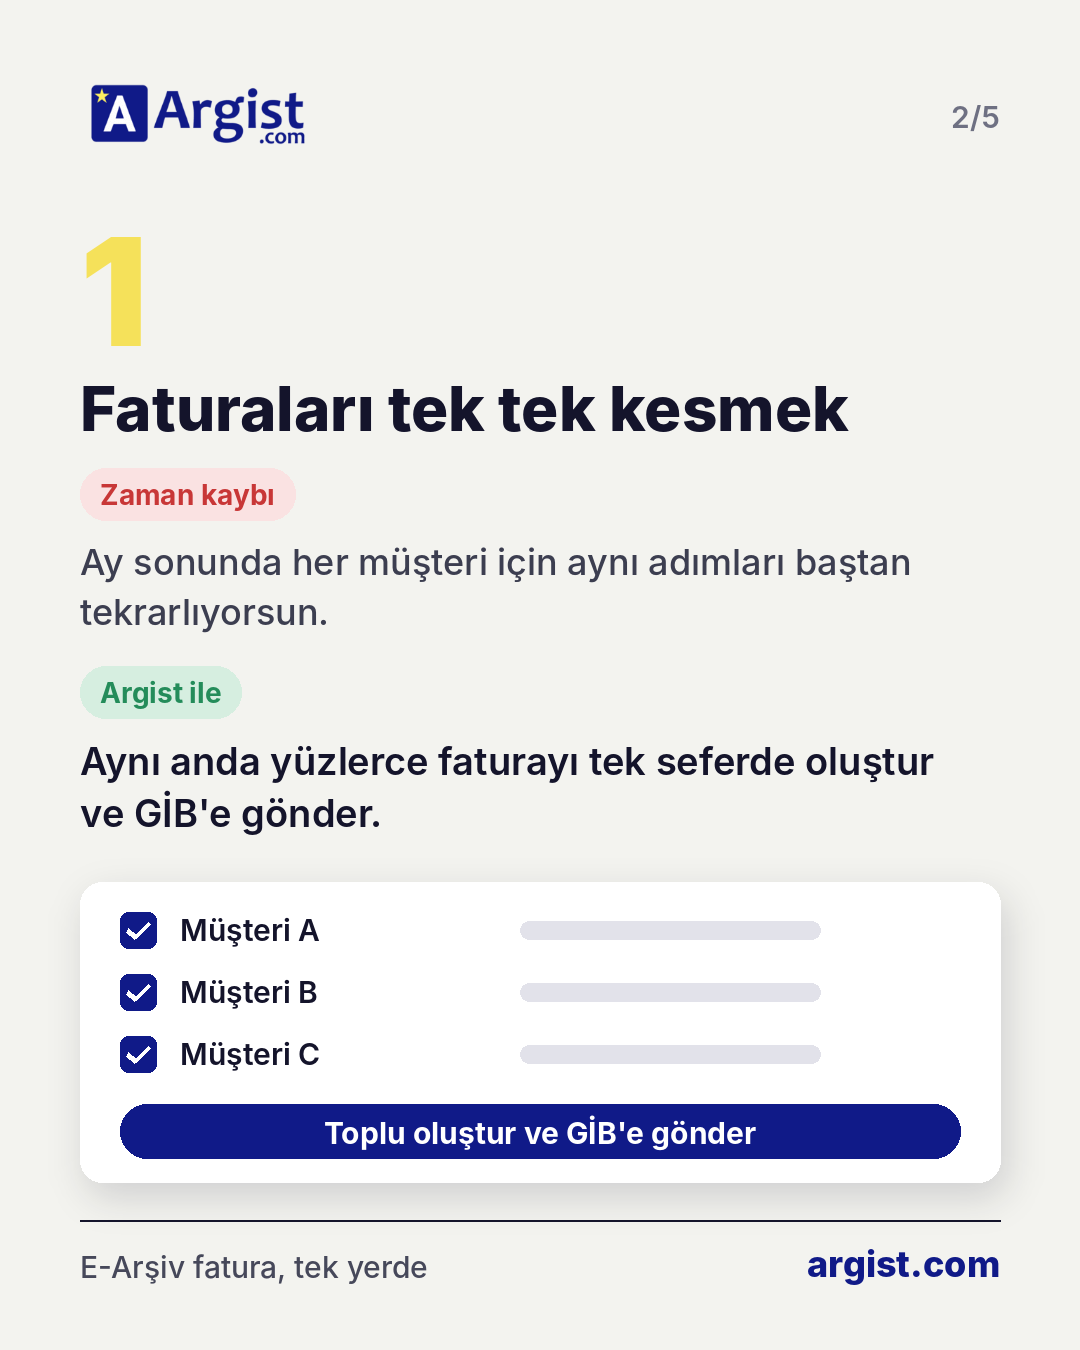 A Argist
.com
2/5
1
Faturaları tek tek kesmek
Zaman kaybı
Ay sonunda her müşteri için aynı adımları baştan
tekrarlıyorsun.
Argist ile
Aynı anda yüzlerce faturayı tek seferde oluştur
ve GİB'e gönder.
Müşteri A
Müşteri B
Müşteri C
Toplu oluştur ve GİB'e gönder
E-Arşiv fatura, tek yerde
argist.com